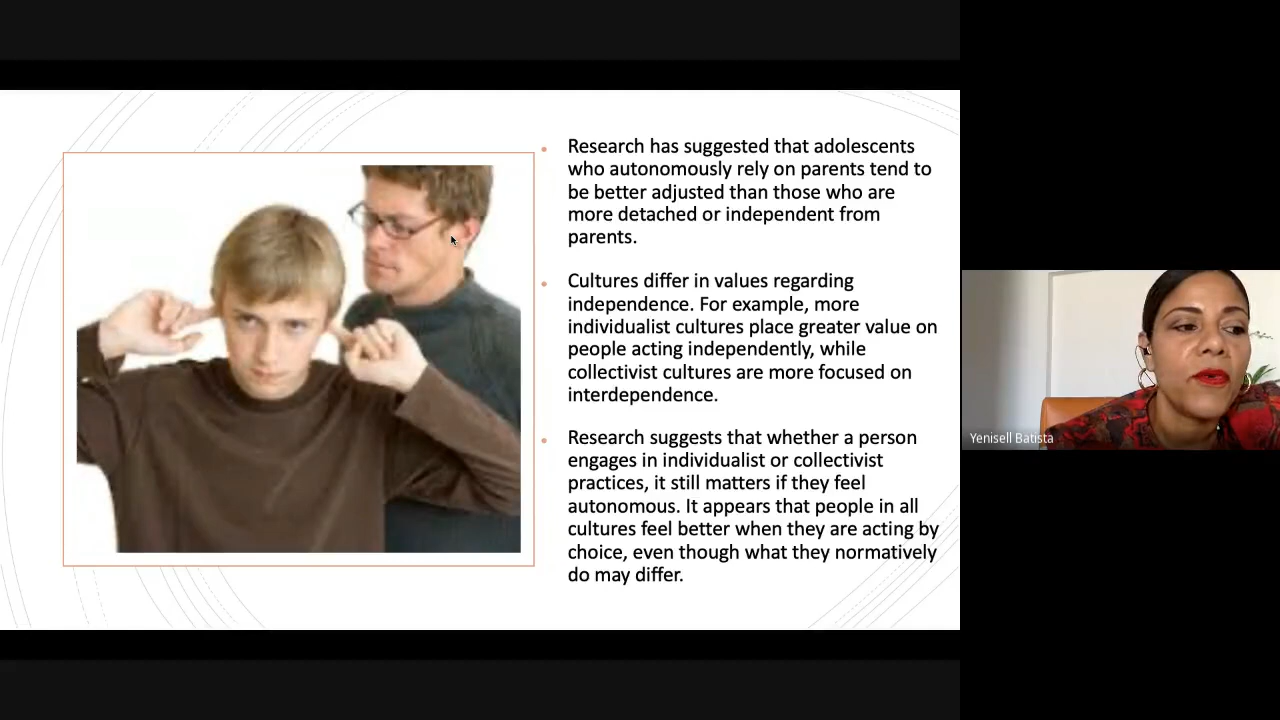 Research has suggested that adolescents
who autonomously rely on parents tend to
be better adjusted than those who are
more detached or independent from
parents.
Cultures differ in values regarding
independence. For example, more
individualist cultures place greater value on
people acting independently, while
collectivist cultures are more focused on
interdependence.
Research suggests that whether a person
engages in individualist or collectivist
practices, it still matters if they feel
autonomous. It appears that people in all
cultures feel better when they are acting by
choice, even though what they normatively
do may differ.
Yenisell Batista